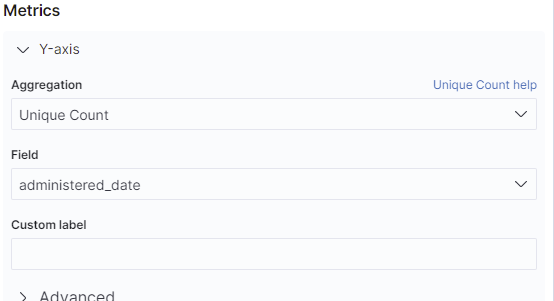 Metrics
Y-axis
Aggregation Unique Count help
Unique Count
Field
administered_date
Custom label
Advanced